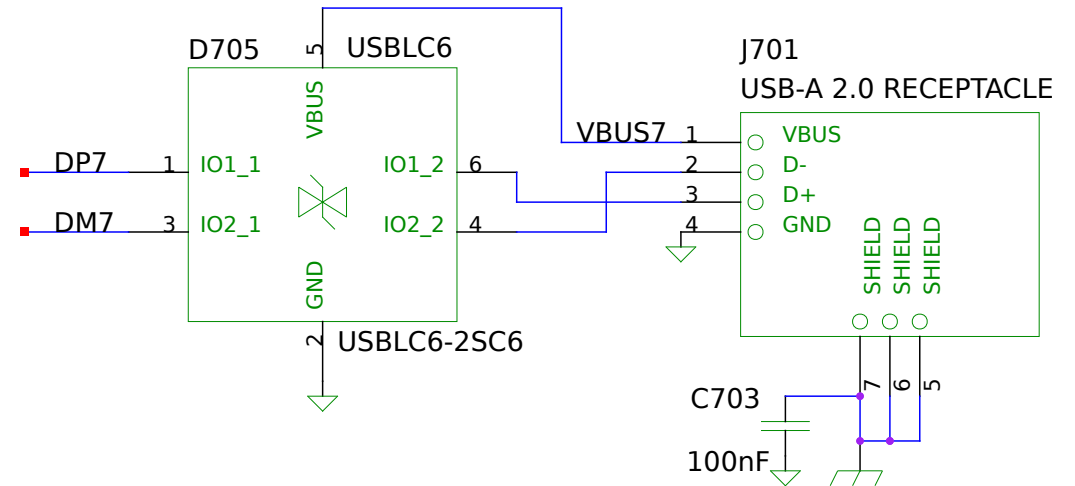 D705
USBLC6
5
VBUS
DP7
1
IO1_1
IO1_2
6
DM7
3
IO2_1
IO2_2
4
GND
2
USBLC6-2SC6
J701
USB-A 2.0 RECEPTACLE
VBUS7
1
VBUS
2
D-
3
D+
4
GND
SHIELD
SHIELD
SHIELD
7
6
5
C703
100nF